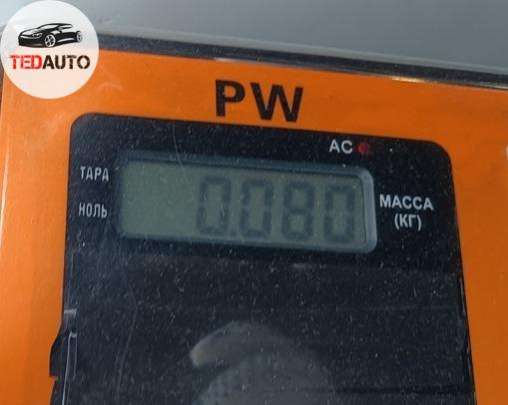 TEDAUTO
PW
AC
ТАРА
НОЛЬ
0.080
МАССА
(КГ)